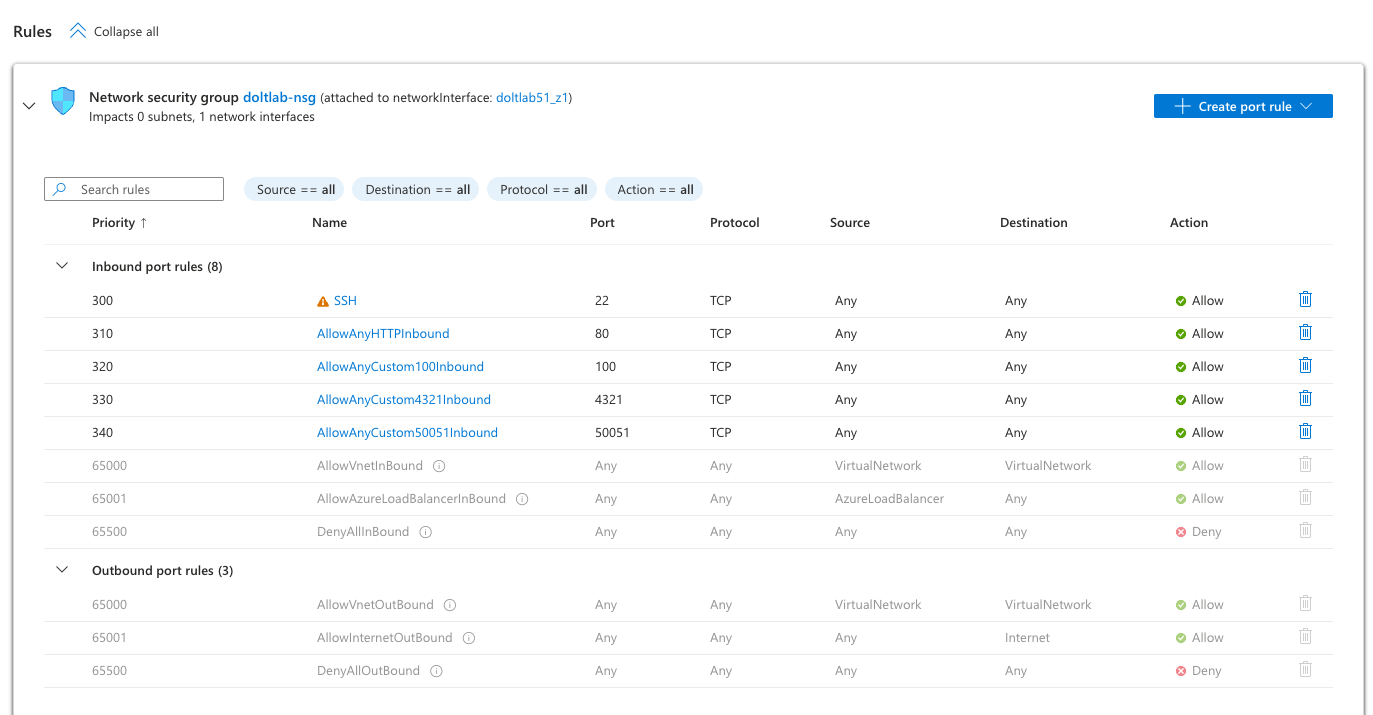 Rules Collapse all
Network security group doltlab-nsg (attached to networkInterface: doltlab51_z1)
Impacts 0 subnets, 1 network interfaces
Create port rule
Search rules Source == all Destination == all Protocol == all Action == all
Priority ↑ Name Port Protocol Source Destination Action
Inbound port rules (8)
300 SSH 22 TCP Any Any Allow
310 AllowAnyHTTPInbound 80 TCP Any Any Allow
320 AllowAnyCustom100Inbound 100 TCP Any Any Allow
330 AllowAnyCustom4321Inbound 4321 TCP Any Any Allow
340 AllowAnyCustom50051Inbound 50051 TCP Any Any Allow
65000 AllowVnetInBound Any Any VirtualNetwork VirtualNetwork Allow
65001 AllowAzureLoadBalancerInBound Any Any AzureLoadBalancer Any Allow
65500 DenyAllInBound Any Any Any Any Deny
Outbound port rules (3)
65000 AllowVnetOutBound Any Any VirtualNetwork VirtualNetwork Allow
65001 AllowInternetOutBound Any Any Any Internet Allow
65500 DenyAllOutBound Any Any Any Any Deny